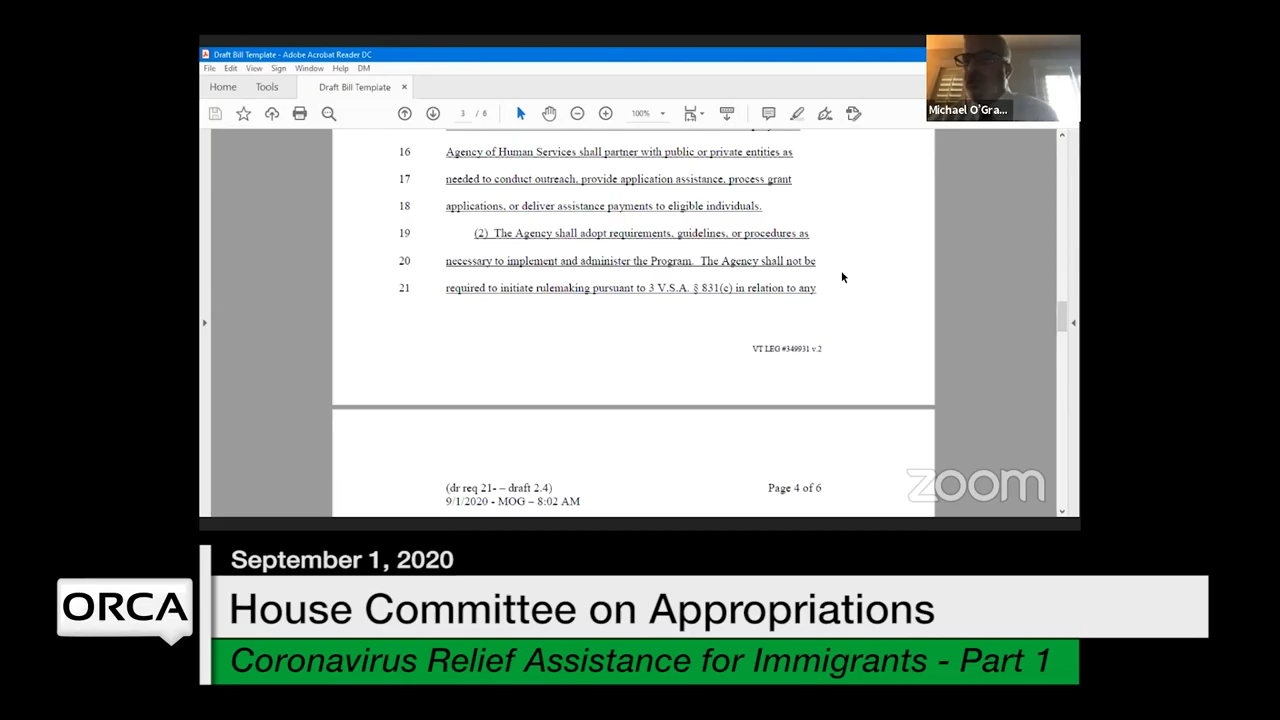 Draft Bill Template - Adobe Acrobat Reader DC
File Edit View Sign Window Help DM
Home Tools Draft Bill Template ×
3 / 6 100%
Michael O'Gra...
16 Agency of Human Services shall partner with public or private entities as
17 needed to conduct outreach, provide application assistance, process grant
18 applications, or deliver assistance payments to eligible individuals.
19 (2) The Agency shall adopt requirements, guidelines, or procedures as
20 necessary to implement and administer the Program. The Agency shall not be
21 required to initiate rulemaking pursuant to 3 V.S.A. § 831(c) in relation to any
VT LEG #349931 v.2
(dr req 21- – draft 2.4) Page 4 of 6
9/1/2020 - MOG – 8:02 AM
zoom
September 1, 2020
ORCA
House Committee on Appropriations
Coronavirus Relief Assistance for Immigrants - Part 1